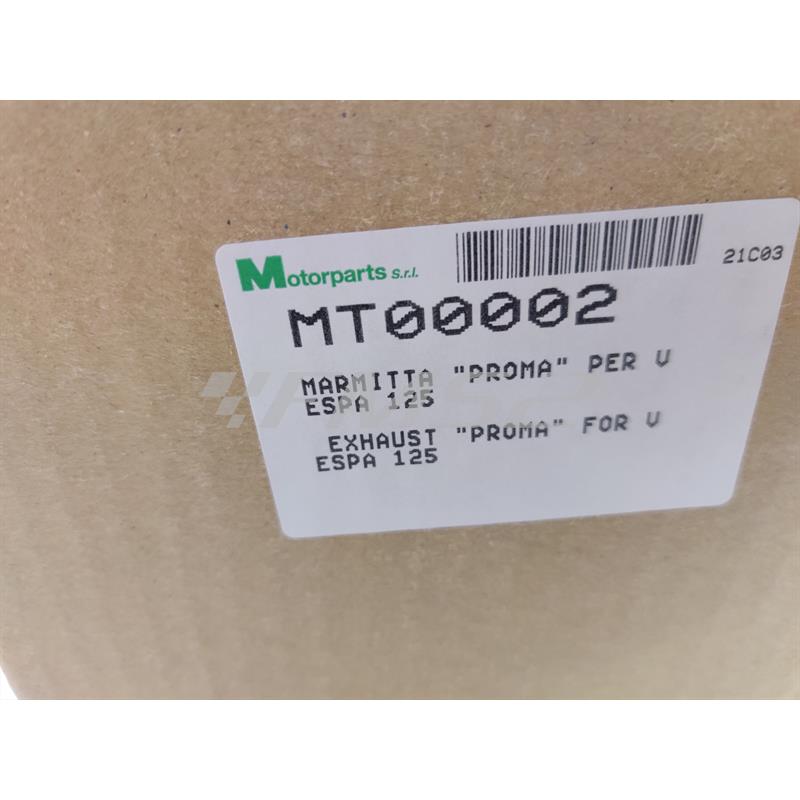 Motorparts s.r.l.
21C03
MT00002
MARMITTA "PROMA" PER V
ESPA 125
EXHAUST "PROMA" FOR V
ESPA 125